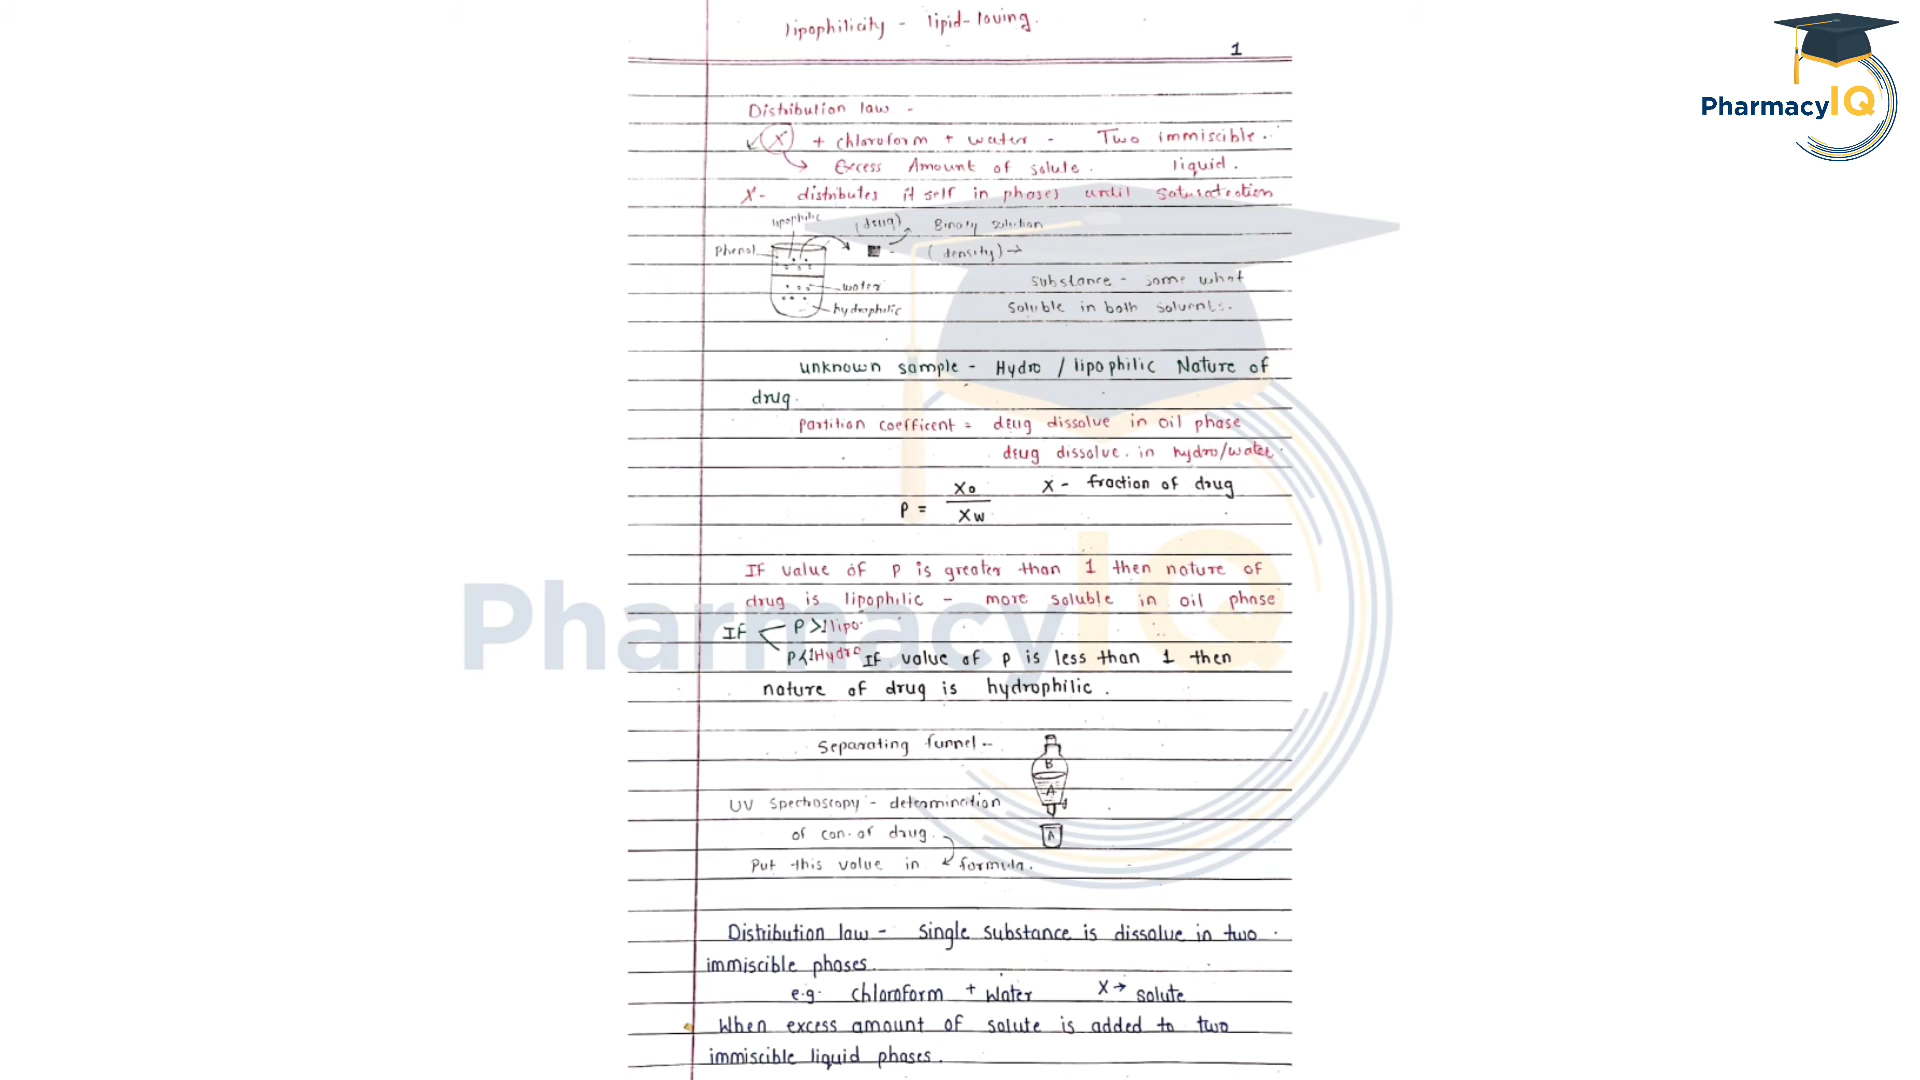 lipophilicity - lipid-loving.
1
PharmacyIQ
Distribution law -
X + chloroform + water - Two immiscible.
Excess Amount of solute. liquid.
X - distributes it self in phases until
lipophilic (drug) Binary solution
Phenol (density) →
water substance - some what
hydrophilic soluble in both solvents.
unknown sample - Hydro / lipophilic Nature of
drug.
partition coefficent = drug dissolve in oil phase
drug dissolve. in hydro/water.
Xo X - fraction of drug
P =
Xw
If value of p is greater than 1 then nature of
drug is lipophilic - more soluble in oil phase
PharmacyIQ
If P>1 lipo.
P<1 Hydro If value of p is less than 1 then
nature of drug is hydrophilic.
Separating funnel --
B
A
UV
A
of con. of drug.
Put this value in formula.
Distribution law - Single substance is dissolve in two
immiscible phases.
e.g. chloroform + water X → solute
When excess amount of solute is added to two
immiscible liquid phases.